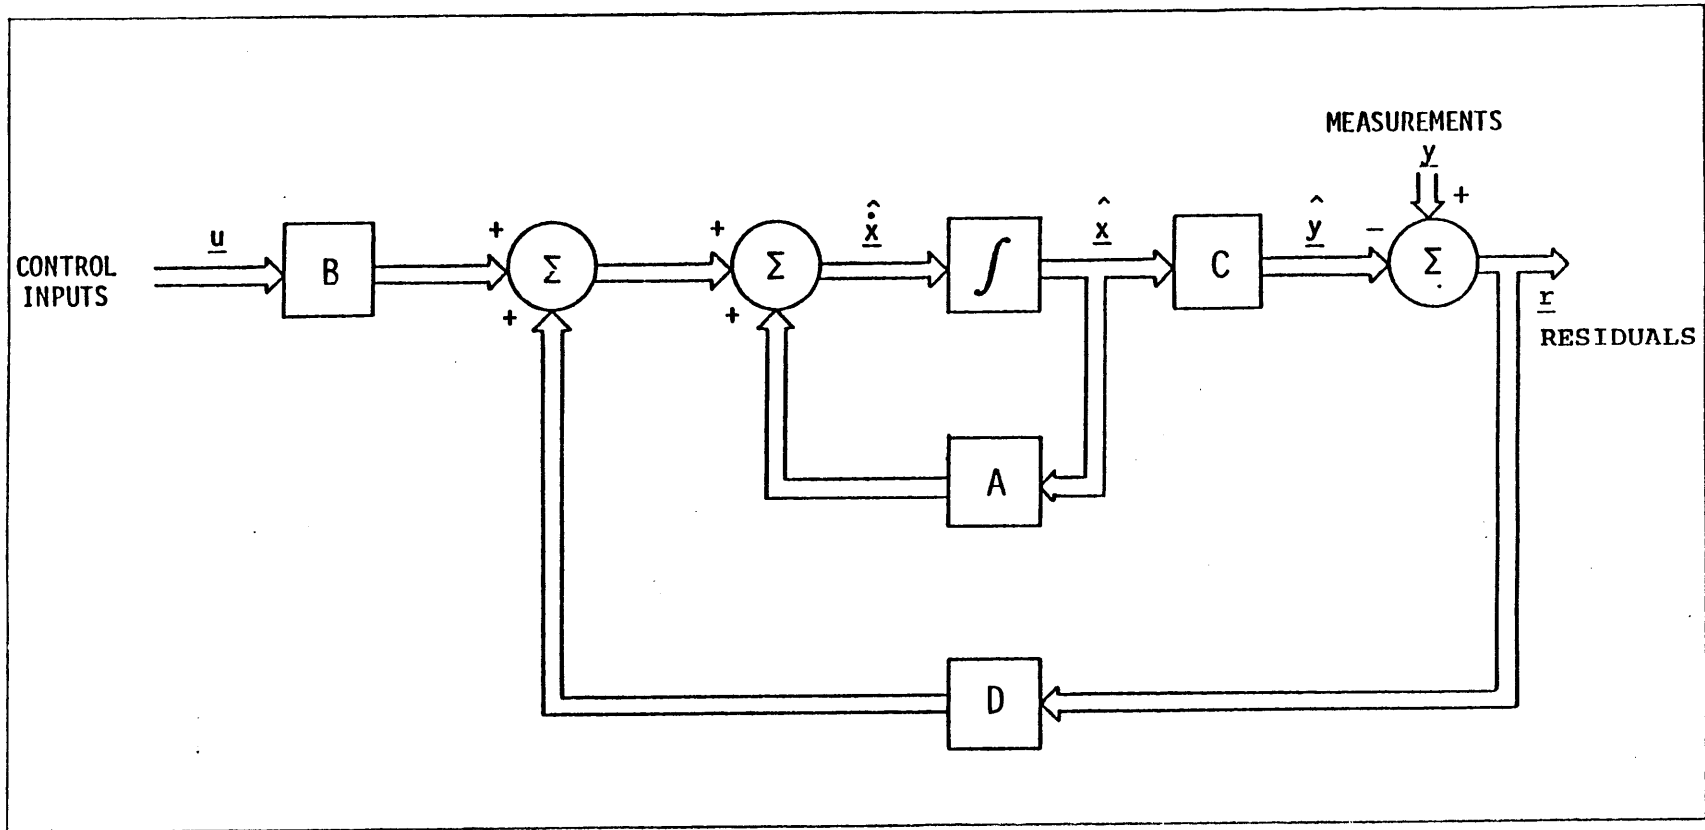 MEASUREMENTS
y
+
CONTROL
INPUTS
u
B
+
Σ
+
+
Σ
+
ẋ̂
∫
x̂
C
ŷ
-
Σ
r
RESIDUALS
A
D